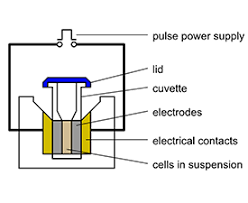 pulse power supply
lid
cuvette
electrodes
electrical contacts
cells in suspension